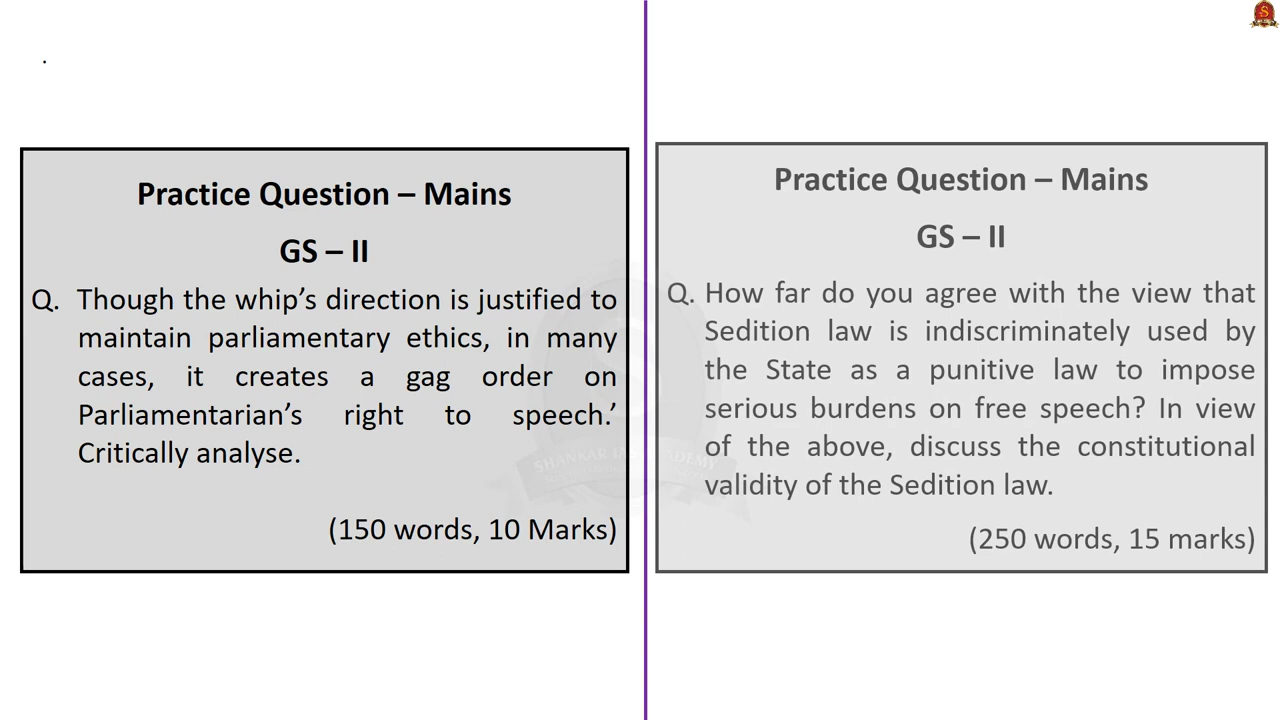 Practice Question – Mains
GS – II
Q. Though the whip’s direction is justified to
maintain parliamentary ethics, in many
cases, it creates a gag order on
Parliamentarian’s right to speech.’
Critically analyse.
(150 words, 10 Marks)
Practice Question – Mains
GS – II
Q. How far do you agree with the view that
Sedition law is indiscriminately used by
the State as a punitive law to impose
serious burdens on free speech? In view
of the above, discuss the constitutional
validity of the Sedition law.
(250 words, 15 marks)
SHANKAR IAS ACADEMY